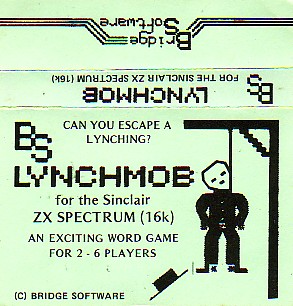 Bridge
Software
FOR THE SINCLAIR ZX SPECTRUM (16k)
LYNCHMOB
BS
CAN YOU ESCAPE A
LYNCHING?
BS
LYNCHMOB
for the Sinclair
ZX SPECTRUM (16k)
AN EXCITING WORD GAME
FOR 2 - 6 PLAYERS
(C) BRIDGE SOFTWARE